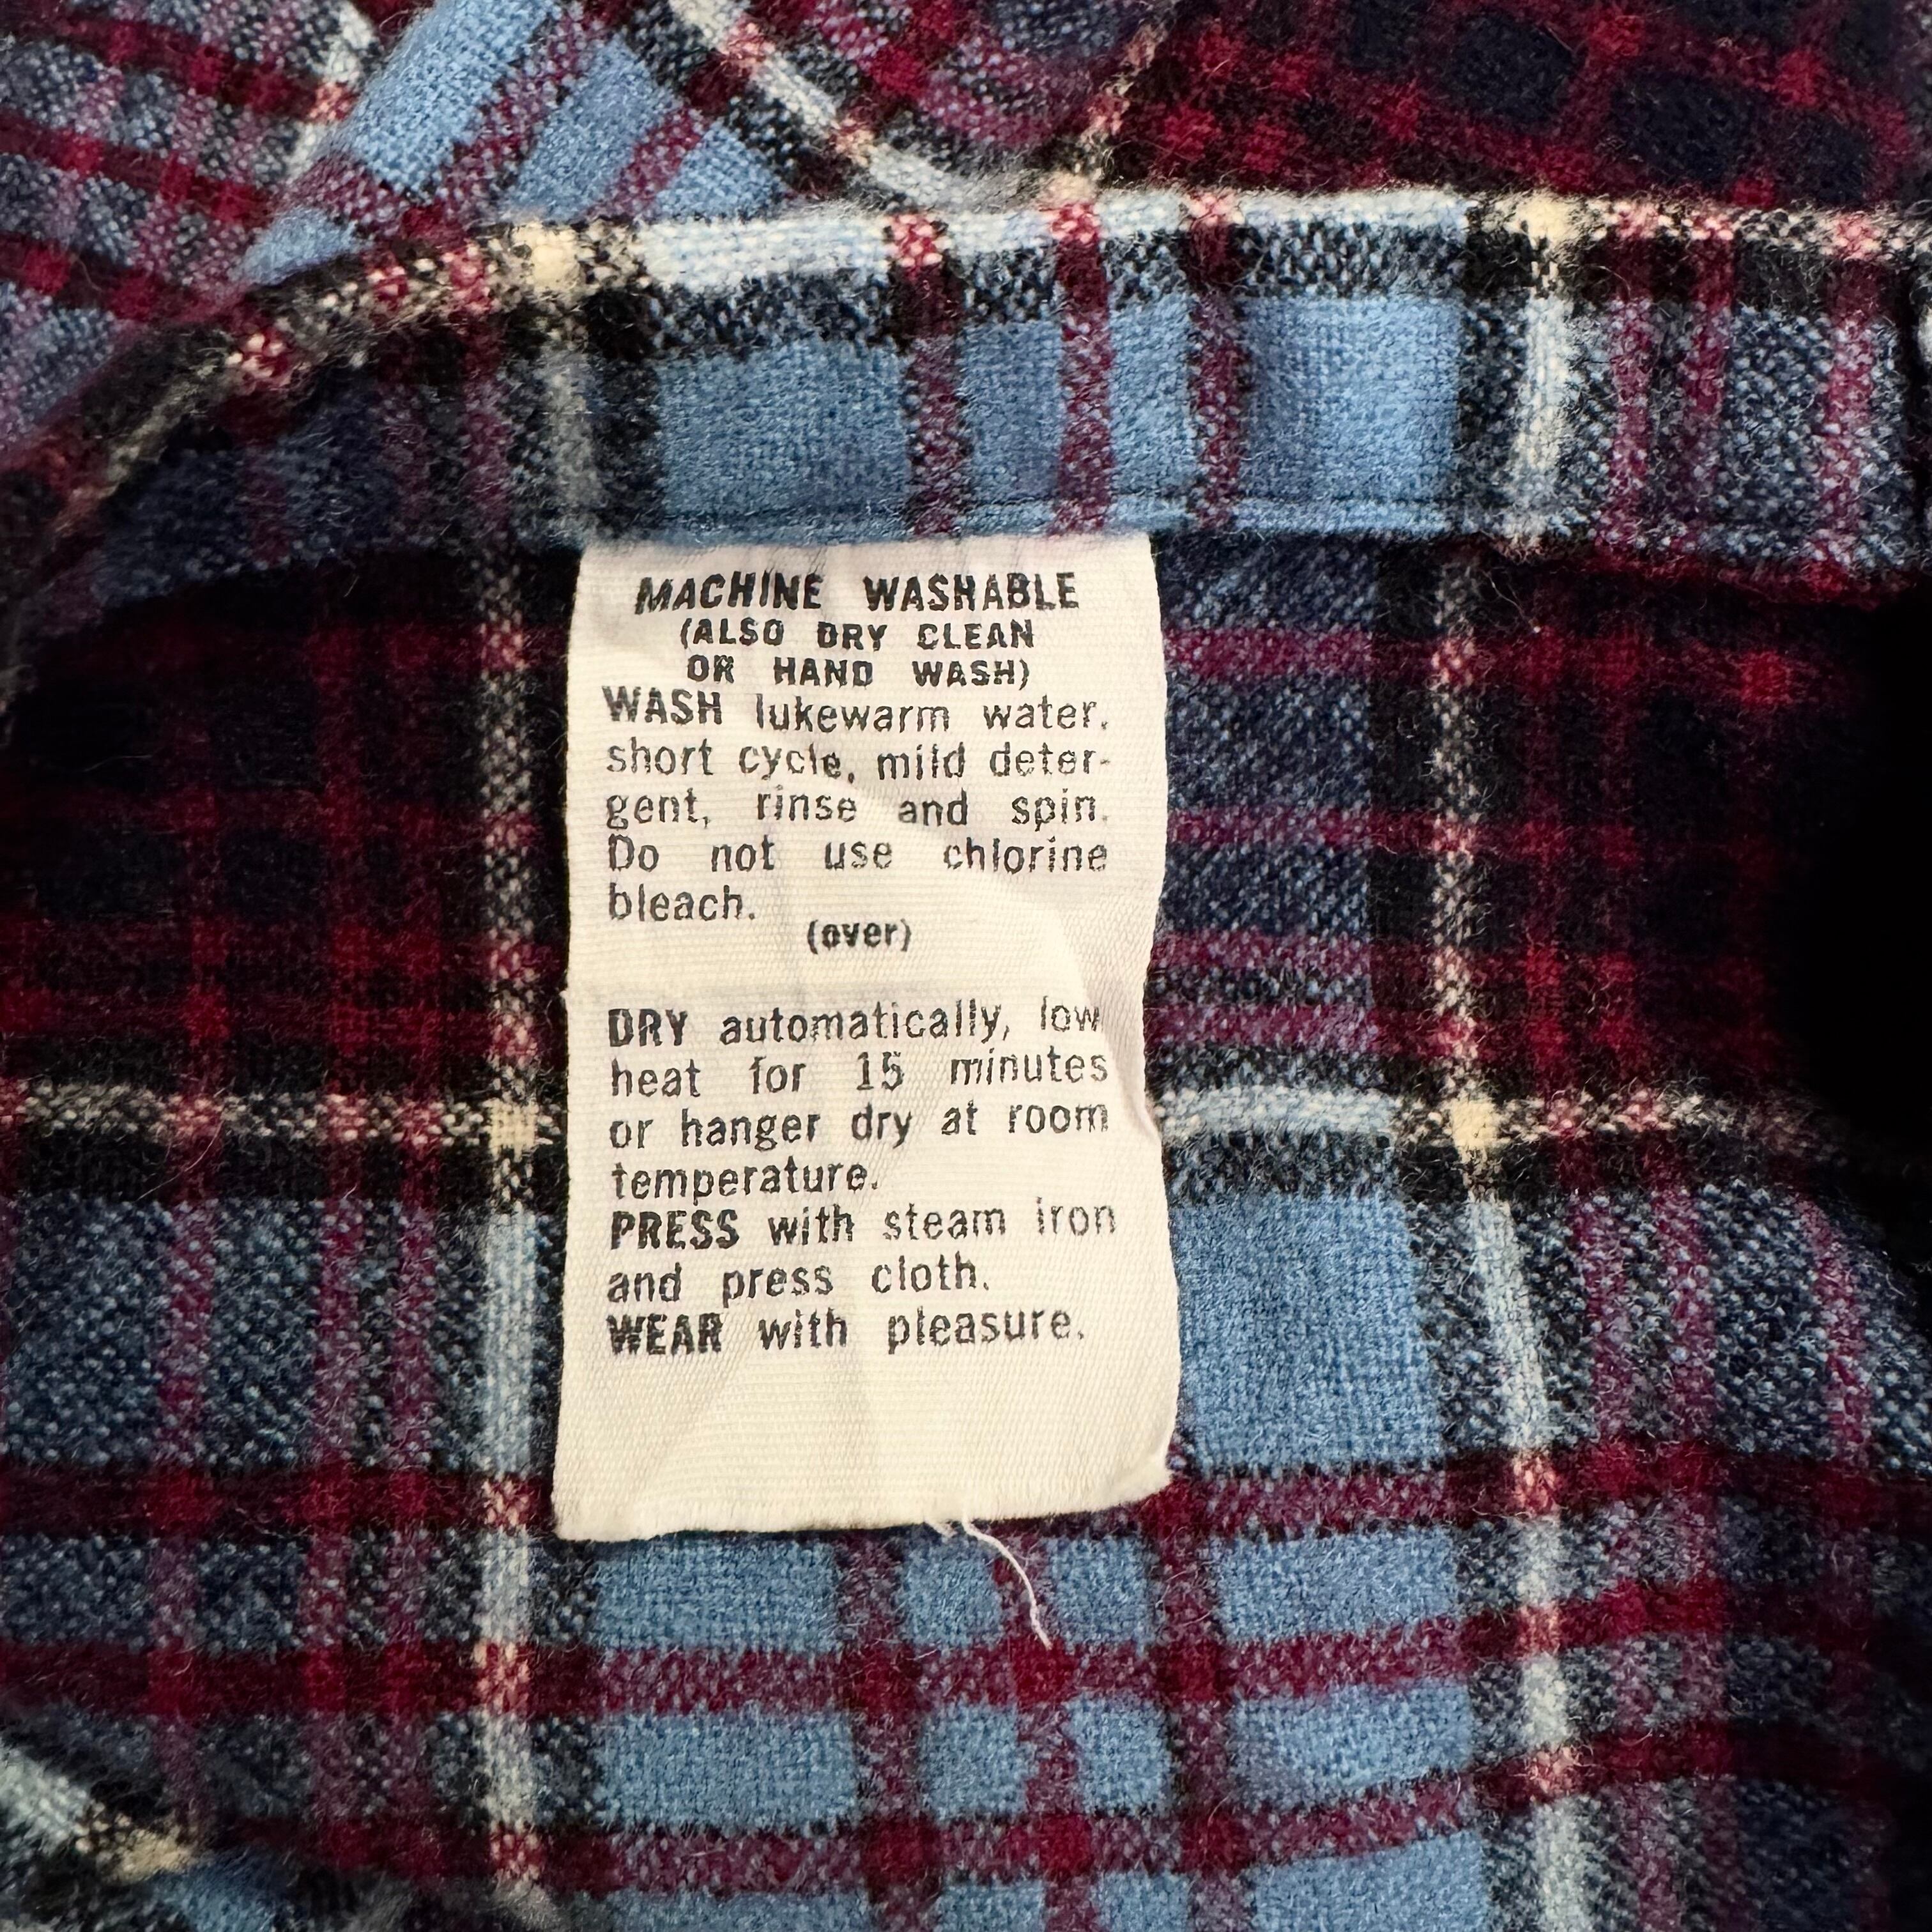 MACHINE WASHABLE
(ALSO DRY CLEAN
OR HAND WASH)
WASH lukewarm water,
short cycle, mild deter-
gent, rinse and spin.
Do not use chlorine
bleach.
(over)
DRY automatically, low
heat for 15 minutes
or hanger dry at room
temperature.
PRESS with steam iron
and press cloth.
WEAR with pleasure.